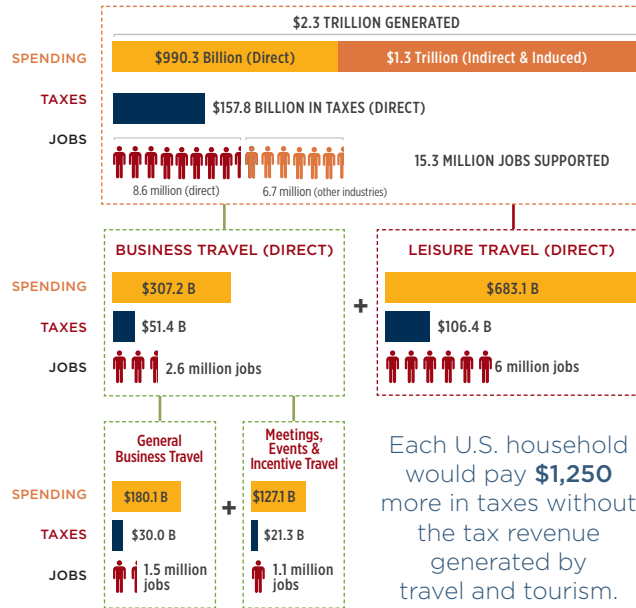 $2.3 TRILLION GENERATED
SPENDING
$990.3 Billion (Direct)
$1.3 Trillion (Indirect & Induced)
TAXES
$157.8 BILLION IN TAXES (DIRECT)
JOBS
15.3 MILLION JOBS SUPPORTED
8.6 million (direct)
6.7 million (other industries)
BUSINESS TRAVEL (DIRECT)
LEISURE TRAVEL (DIRECT)
SPENDING
$307.2 B
+
$683.1 B
TAXES
$51.4 B
$106.4 B
JOBS
2.6 million jobs
6 million jobs
General
Business Travel
Meetings,
Events &
Incentive Travel
SPENDING
$180.1 B
+
$127.1 B
TAXES
$30.0 B
$21.3 B
JOBS
1.5 million
jobs
1.1 million
jobs
Each U.S. household
would pay $1,250
more in taxes without
the tax revenue
generated by
travel and tourism.